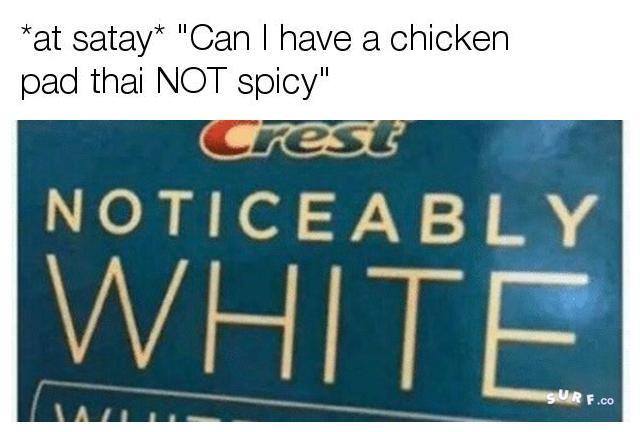 *at satay* "Can I have a chicken
pad thai NOT spicy"
Crest
NOTICEABLY
WHITE
SURF.co